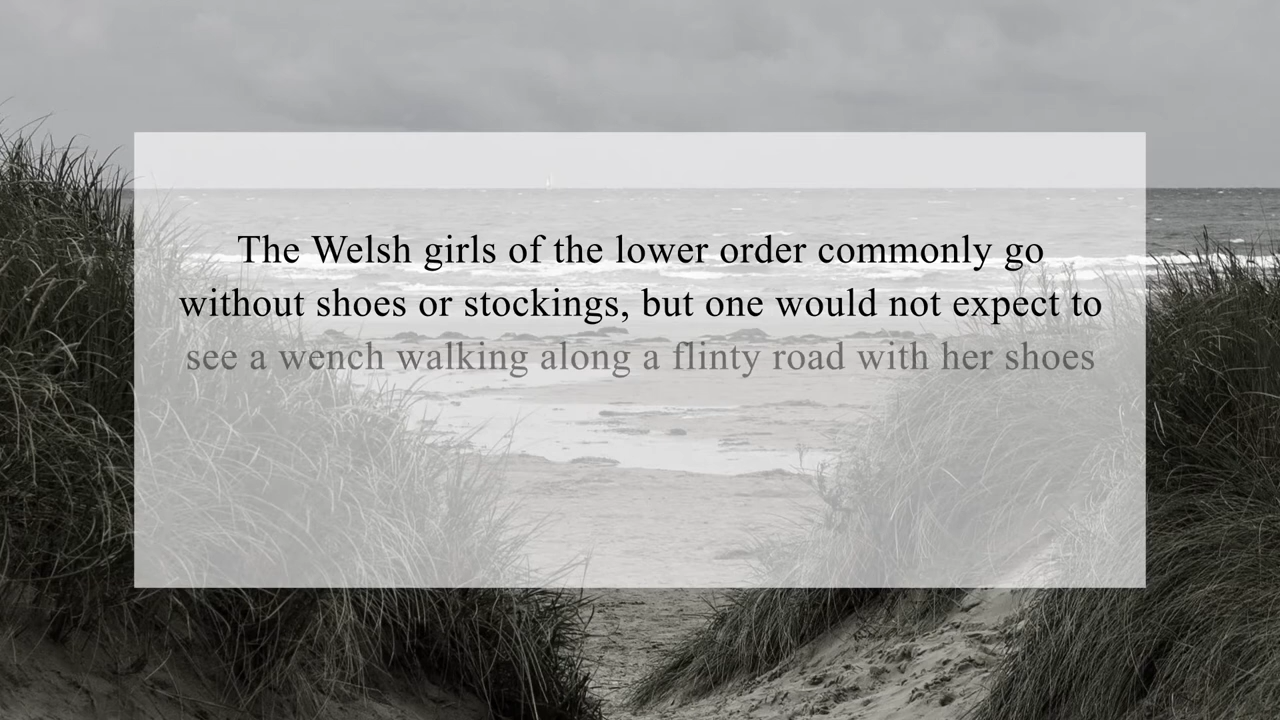 The Welsh girls of the lower order commonly go
without shoes or stockings, but one would not expect to
see a wench walking along a flinty road with her shoes